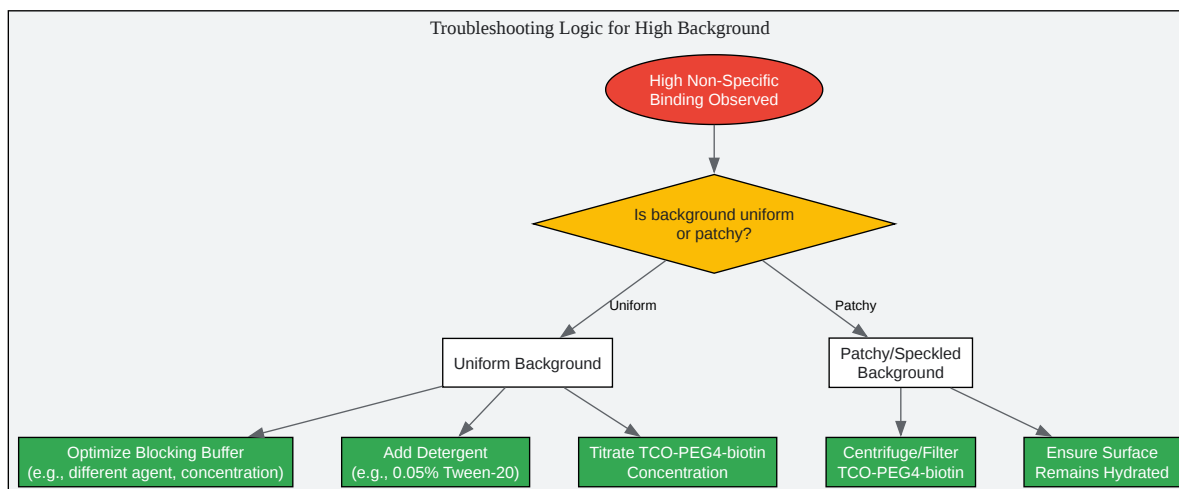 Troubleshooting Logic for High Background
High Non-Specific
Binding Observed
Is background uniform
or patchy?
Uniform
Patchy
Uniform Background
Patchy/Speckled
Background
Optimize Blocking Buffer
(e.g., different agent, concentration)
Add Detergent
(e.g., 0.05% Tween-20)
Titrate TCO-PEG4-biotin
Concentration
Centrifuge/Filter
TCO-PEG4-biotin
Ensure Surface
Remains Hydrated